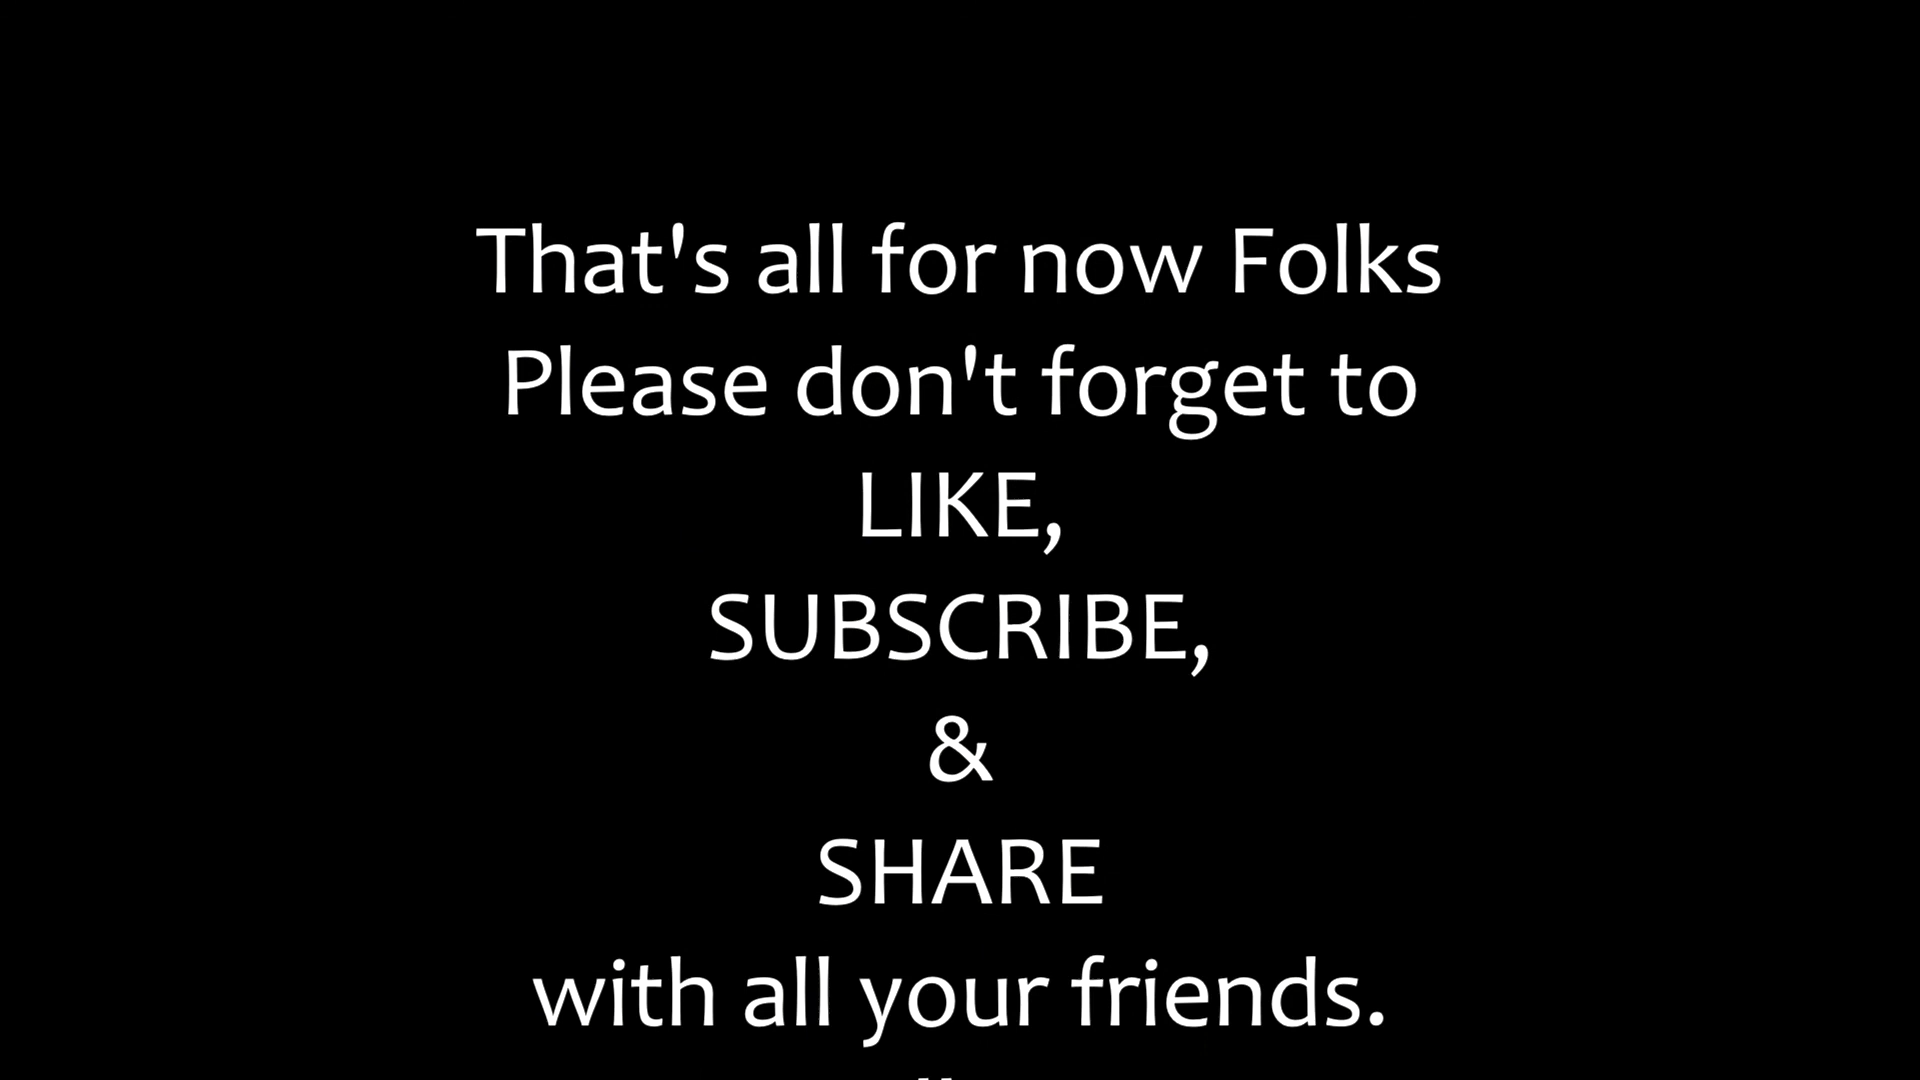 That's all for now Folks
Please don't forget to
LIKE,
SUBSCRIBE,
&
SHARE
with all your friends.